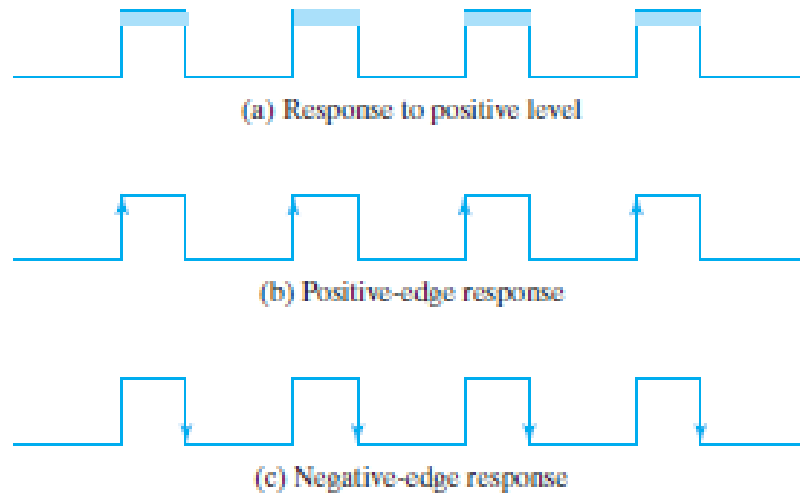 (a) Response to positive level
(b) Positive-edge response
(c) Negative-edge response